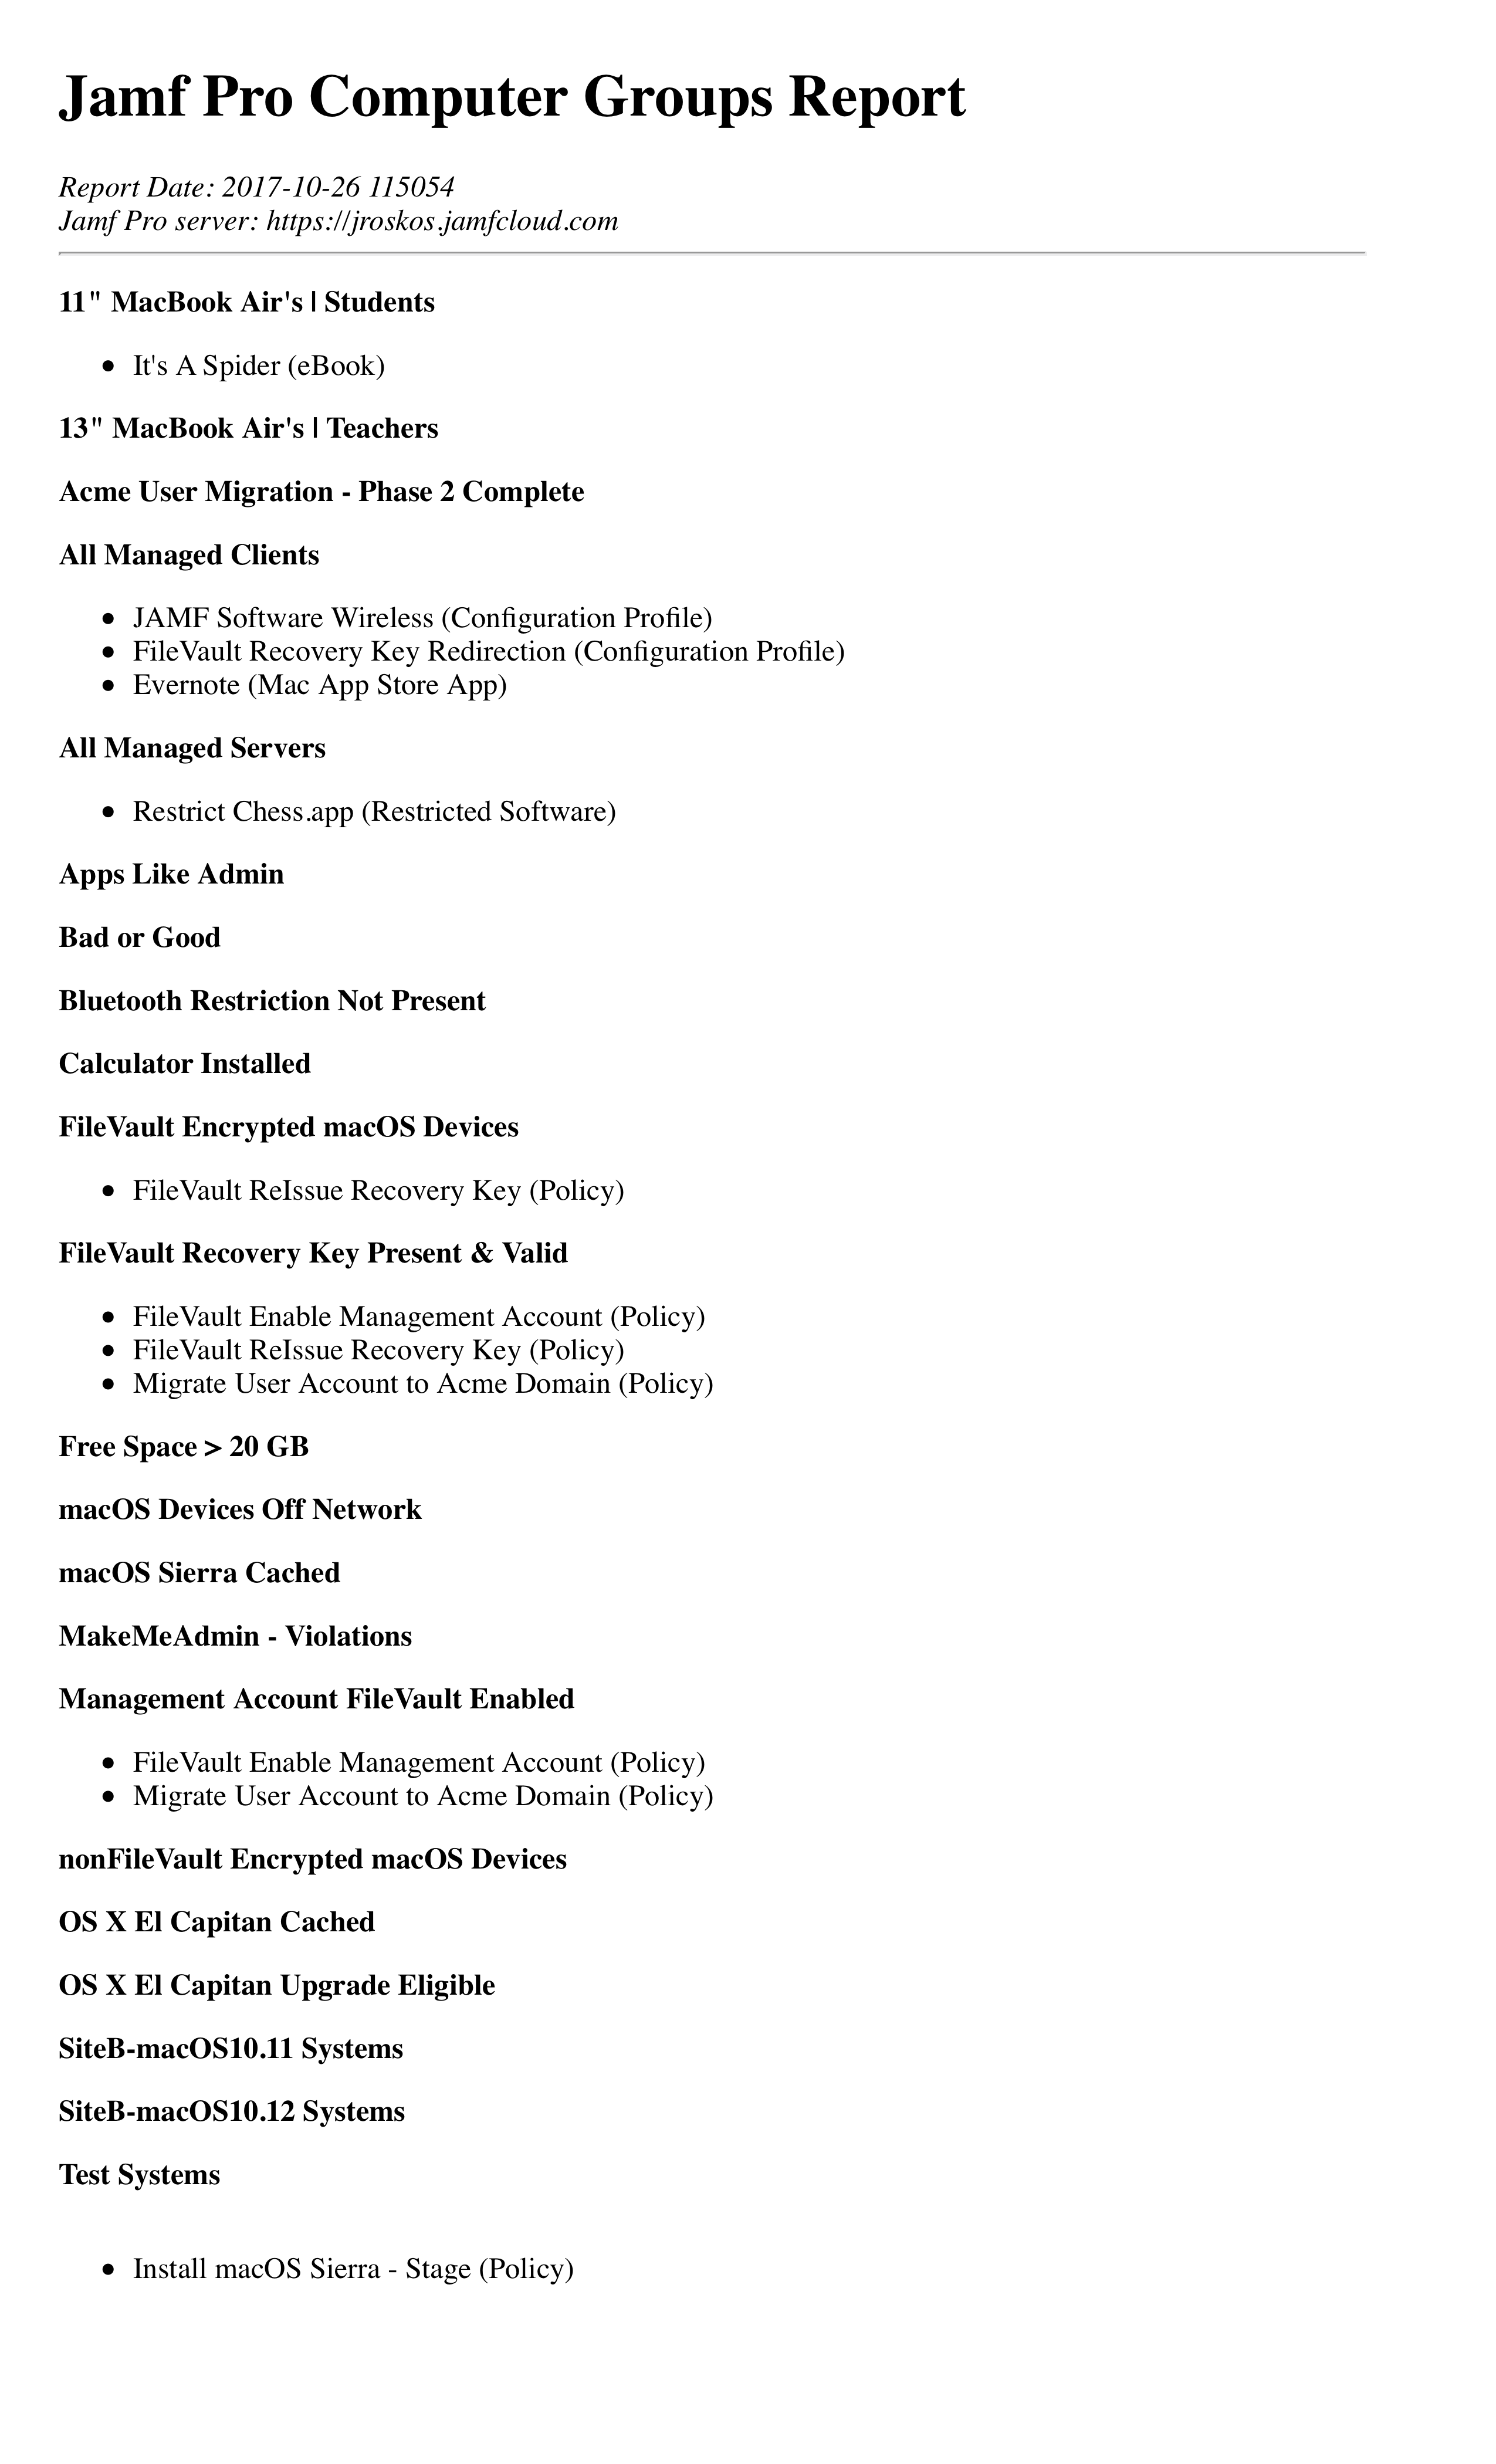 Jamf Pro Computer Groups Report
Report Date: 2017-10-26 115054
Jamf Pro server: https://jroskos.jamfcloud.com
11" MacBook Air's | Students
• It's A Spider (eBook)
13" MacBook Air's | Teachers
Acme User Migration - Phase 2 Complete
All Managed Clients
• JAMF Software Wireless (Configuration Profile)
• FileVault Recovery Key Redirection (Configuration Profile)
• Evernote (Mac App Store App)
All Managed Servers
• Restrict Chess.app (Restricted Software)
Apps Like Admin
Bad or Good
Bluetooth Restriction Not Present
Calculator Installed
FileVault Encrypted macOS Devices
• FileVault ReIssue Recovery Key (Policy)
FileVault Recovery Key Present & Valid
• FileVault Enable Management Account (Policy)
• FileVault ReIssue Recovery Key (Policy)
• Migrate User Account to Acme Domain (Policy)
Free Space > 20 GB
macOS Devices Off Network
macOS Sierra Cached
MakeMeAdmin - Violations
Management Account FileVault Enabled
• FileVault Enable Management Account (Policy)
• Migrate User Account to Acme Domain (Policy)
nonFileVault Encrypted macOS Devices
OS X El Capitan Cached
OS X El Capitan Upgrade Eligible
SiteB-macOS10.11 Systems
SiteB-macOS10.12 Systems
Test Systems
• Install macOS Sierra - Stage (Policy)